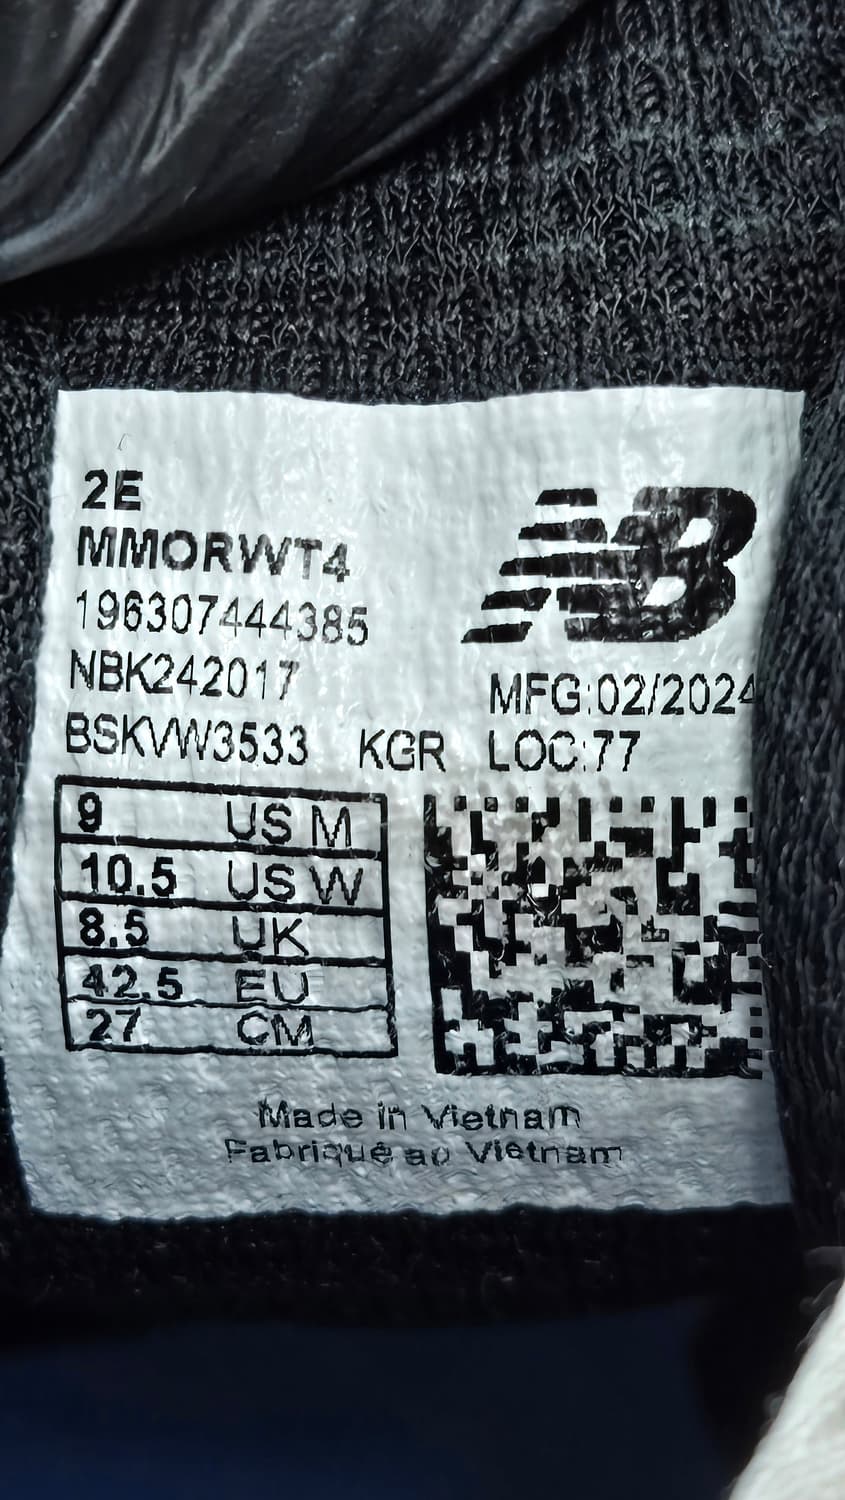 2E
MMORWT4
196307444385
NBK242017
MFG:02/2024
BSKVW3533 KGR LOC:77
NB
9 US M
10.5 US W
8.5 UK
42.5 EU
27 CM
Made in Vietnam
Fabriqué au Vietnam